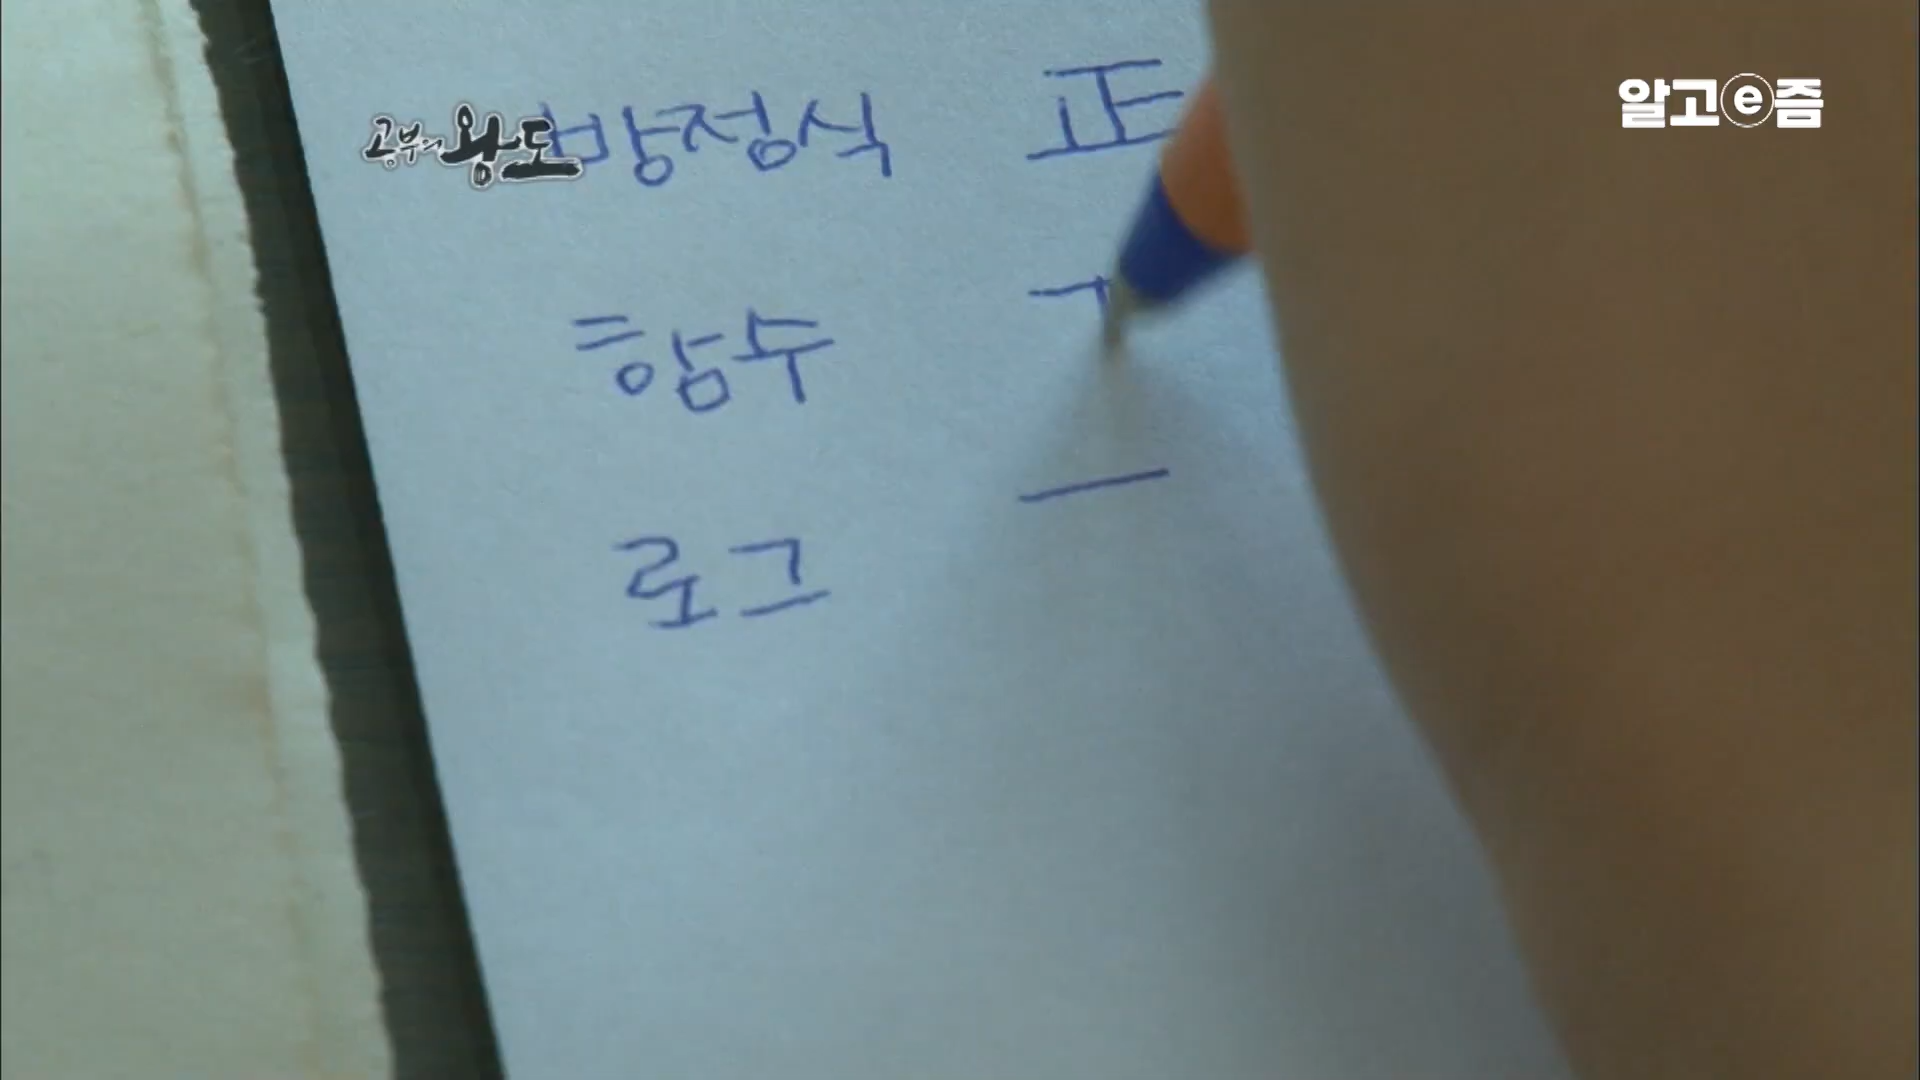 알고e즘
공부의 왕도
방정식 正
함수
로그 一